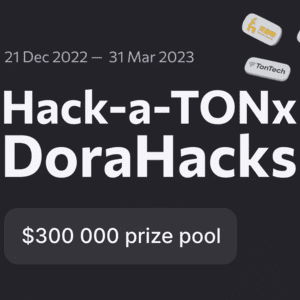 21 Dec 2022 — 31 Mar 2023
TonTech
Hack-a-TONx
DoraHacks
$300 000 prize pool